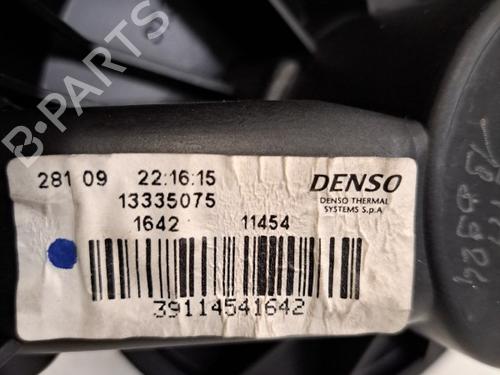 B-PARTS
281 09 22:16:15
13335075
1642 11454
39114541642
DENSO
DENSO THERMAL
SYSTEMS S.p.A